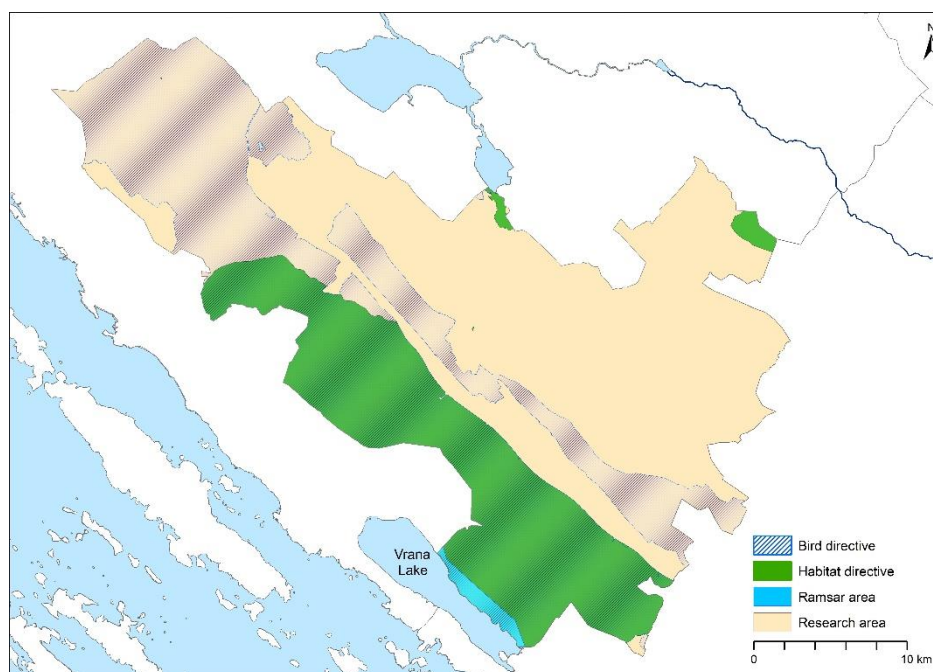 N
Vrana
Lake
Bird directive
Habitat directive
Ramsar area
Research area
0
10 km